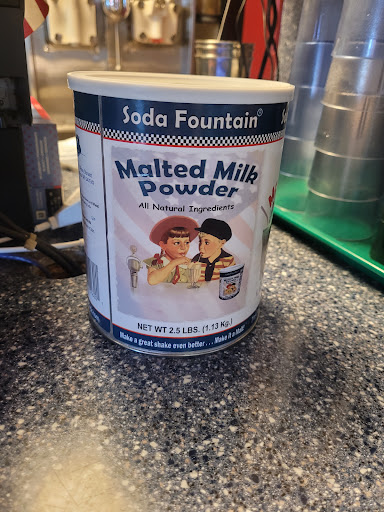 Soda Fountain®
Malted Milk
Powder
All Natural Ingredients
NET WT 2.5 LBS. (1.13 Kg.)
Make a great shake even better . . . Make it a Malt!